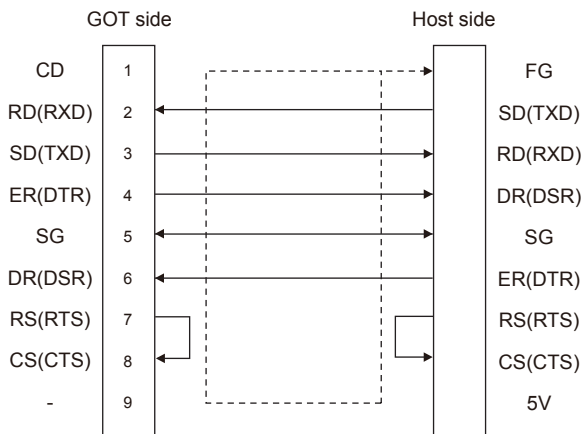 GOT side Host side
CD 1 FG
RD(RXD) 2 SD(TXD)
SD(TXD) 3 RD(RXD)
ER(DTR) 4 DR(DSR)
SG 5 SG
DR(DSR) 6 ER(DTR)
RS(RTS) 7 RS(RTS)
CS(CTS) 8 CS(CTS)
- 9 5V